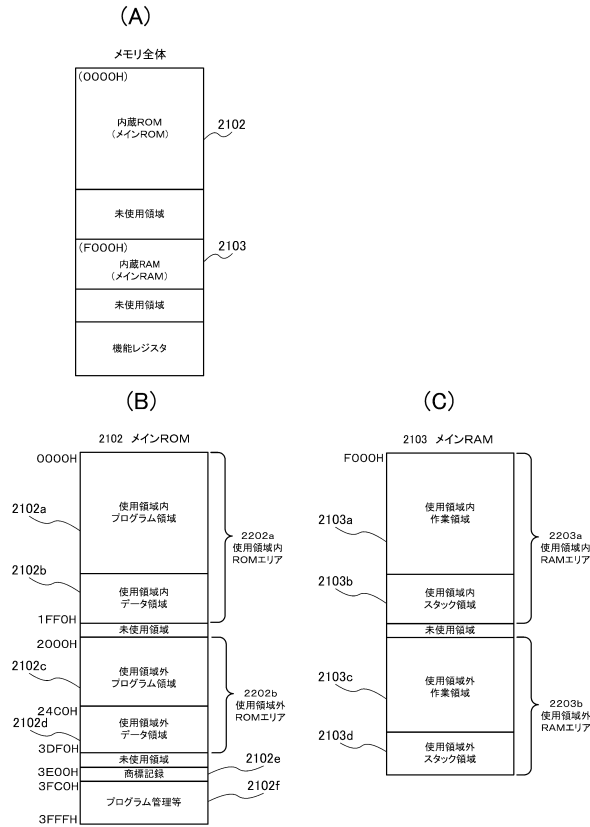 (A)
メモリ全体
(0000H)
内蔵ROM
(メインROM)
2102
未使用領域
(F000H)
2103
内蔵RAM
(メインRAM)
未使用領域
機能レジスタ
(B)
2102 メインROM
0000H
2102a
使用領域内
プログラム領域
2202a
使用領域内
ROMエリア
2102b
使用領域内
データ領域
1FF0H
未使用領域
2000H
2102c
使用領域外
プログラム領域
2202b
使用領域外
ROMエリア
24C0H
2102d
使用領域外
データ領域
3DF0H
未使用領域
2102e
3E00H
商標記録
3FC0H
2102f
プログラム管理等
3FFFH
(C)
2103 メインRAM
F000H
2103a
使用領域内
作業領域
2203a
使用領域内
RAMエリア
2103b
使用領域内
スタック領域
未使用領域
2103c
使用領域外
作業領域
2203b
使用領域外
RAMエリア
2103d
使用領域外
スタック領域